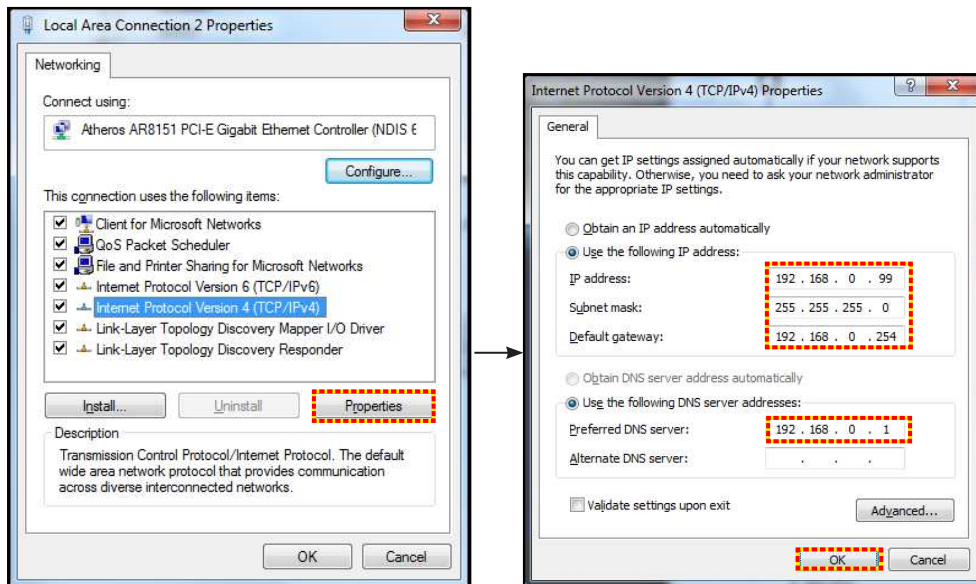 Local Area Connection 2 Properties
Networking
Connect using:
Atheros AR8151 PCI-E Gigabit Ethernet Controller (NDIS 6
Configure...
This connection uses the following items:
Client for Microsoft Networks
QoS Packet Scheduler
File and Printer Sharing for Microsoft Networks
Internet Protocol Version 6 (TCP/IPv6)
Internet Protocol Version 4 (TCP/IPv4)
Link-Layer Topology Discovery Mapper I/O Driver
Link-Layer Topology Discovery Responder
Install...
Uninstall
Properties
Description
Transmission Control Protocol/Internet Protocol. The default
wide area network protocol that provides communication
across diverse interconnected networks.
OK
Cancel
Internet Protocol Version 4 (TCP/IPv4) Properties
General
You can get IP settings assigned automatically if your network supports
this capability. Otherwise, you need to ask your network administrator
for the appropriate IP settings.
Obtain an IP address automatically
Use the following IP address:
IP address: 192 . 168 . 0 . 99
Subnet mask: 255 . 255 . 255 . 0
Default gateway: 192 . 168 . 0 . 254
Obtain DNS server address automatically
Use the following DNS server addresses:
Preferred DNS server: 192 . 168 . 0 . 1
Alternate DNS server: . . .
Validate settings upon exit
Advanced...
OK
Cancel